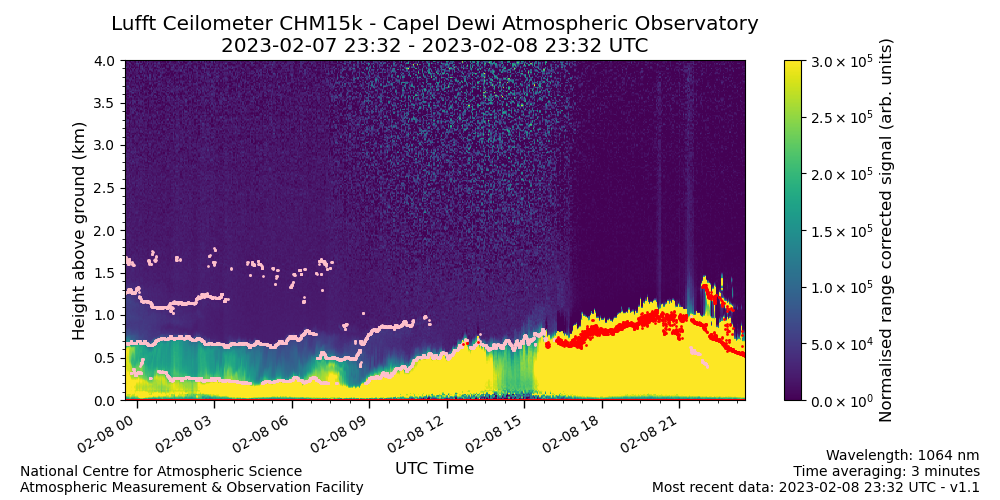 Lufft Ceilometer CHM15k - Capel Dewi Atmospheric Observatory
2023-02-07 23:32 - 2023-02-08 23:32 UTC
Height above ground (km)
4.0
3.5
3.0
2.5
2.0
1.5
1.0
0.5
0.0
02-08 00
02-08 03
02-08 06
02-08 09
02-08 12
02-08 15
02-08 18
02-08 21
UTC Time
3.0 × 10⁵
2.5 × 10⁵
2.0 × 10⁵
1.5 × 10⁵
1.0 × 10⁵
5.0 × 10⁴
0.0 × 10⁰
Normalised range corrected signal (arb. units)
National Centre for Atmospheric Science
Atmospheric Measurement & Observation Facility
Wavelength: 1064 nm
Time averaging: 3 minutes
Most recent data: 2023-02-08 23:32 UTC - v1.1